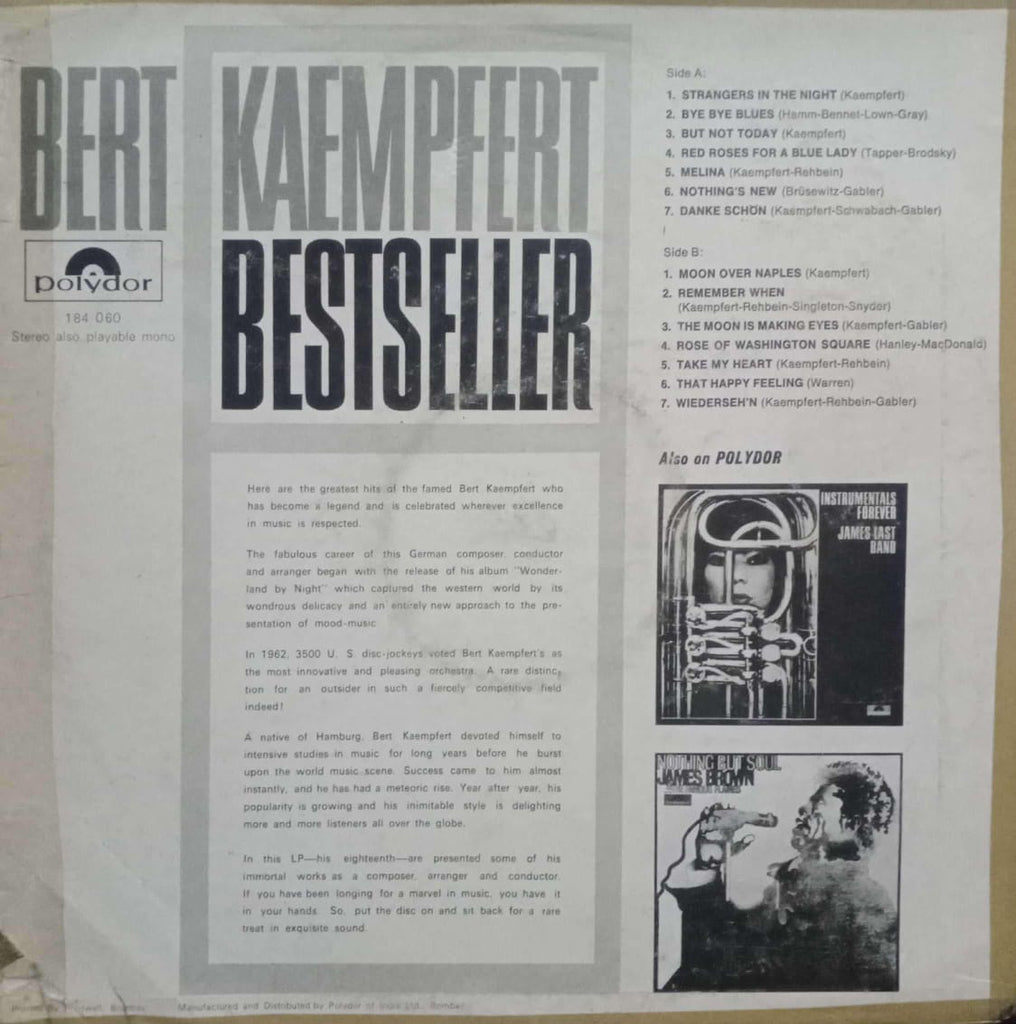 BERT KAEMPFERT
BESTSELLER
polydor
184 060
Stereo also playable mono
Side A:
1. STRANGERS IN THE NIGHT (Kaempfert)
2. BYE BYE BLUES (Hamm-Bennet-Lown-Gray)
3. BUT NOT TODAY (Kaempfert)
4. RED ROSES FOR A BLUE LADY (Tapper-Brodsky)
5. MELINA (Kaempfert-Rehbein)
6. NOTHING'S NEW (Brüsewitz-Gabler)
7. DANKE SCHÖN (Kaempfert-Schwabach-Gabler)
Side B:
1. MOON OVER NAPLES (Kaempfert)
2. REMEMBER WHEN
(Kaempfert-Rehbein-Singleton-Snyder)
3. THE MOON IS MAKING EYES (Kaempfert-Gabler)
4. ROSE OF WASHINGTON SQUARE (Hanley-MacDonald)
5. TAKE MY HEART (Kaempfert-Rehbein)
6. THAT HAPPY FEELING (Warren)
7. WIEDERSEH'N (Kaempfert-Rehbein-Gabler)
Here are the greatest hits of the famed Bert Kaempfert who
has become a legend and is celebrated wherever excellence
in music is respected.
The fabulous career of this German composer, conductor
and arranger began with the release of his album "Wonder-
land by Night" which captured the western world by its
wondrous delicacy and an entirely new approach to the pre-
sentation of mood-music
In 1962, 3500 U. S. disc-jockeys voted Bert Kaempfert's as
the most innovative and pleasing orchestra. A rare distinc-
tion for an outsider in such a fiercely competitive field
indeed!
A native of Hamburg, Bert Kaempfert devoted himself to
intensive studies in music for long years before he burst
upon the world music scene. Success came to him almost
instantly, and he has had a meteoric rise. Year after year, his
popularity is growing and his inimitable style is delighting
more and more listeners all over the globe.
In this LP—his eighteenth—are presented some of his
immortal works as a composer, arranger and conductor.
If you have been longing for a marvel in music, you have it
in your hands. So, put the disc on and sit back for a rare
treat in exquisite sound.
Also on POLYDOR
INSTRUMENTALS
FOREVER
JAMES LAST
BAND
NOTHING BUT SOUL
JAMES BROWN
FAMOUS FLAMES
Bombay
Manufactured and Distributed by Polydor of India Ltd., Bombay